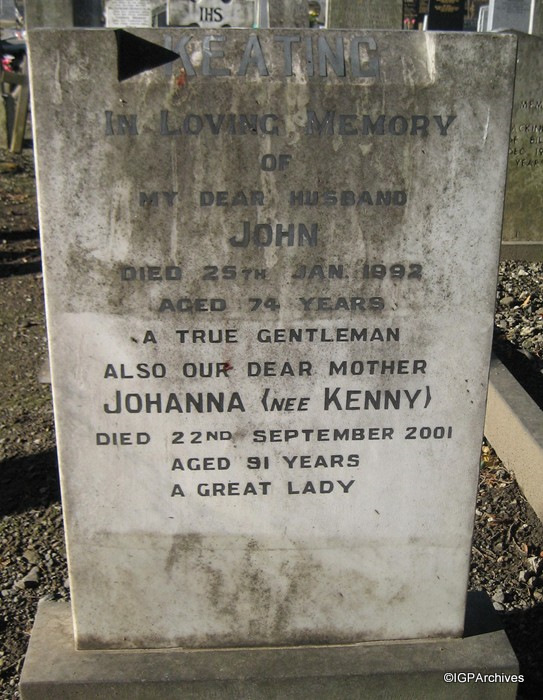 IHS
KEATING
IN LOVING MEMORY
OF
MY DEAR HUSBAND
JOHN
DIED 25TH JAN. 1992
AGED 74 YEARS
A TRUE GENTLEMAN
ALSO OUR DEAR MOTHER
JOHANNA (NEE KENNY)
DIED 22ND SEPTEMBER 2001
AGED 91 YEARS
A GREAT LADY
©IGPArchives